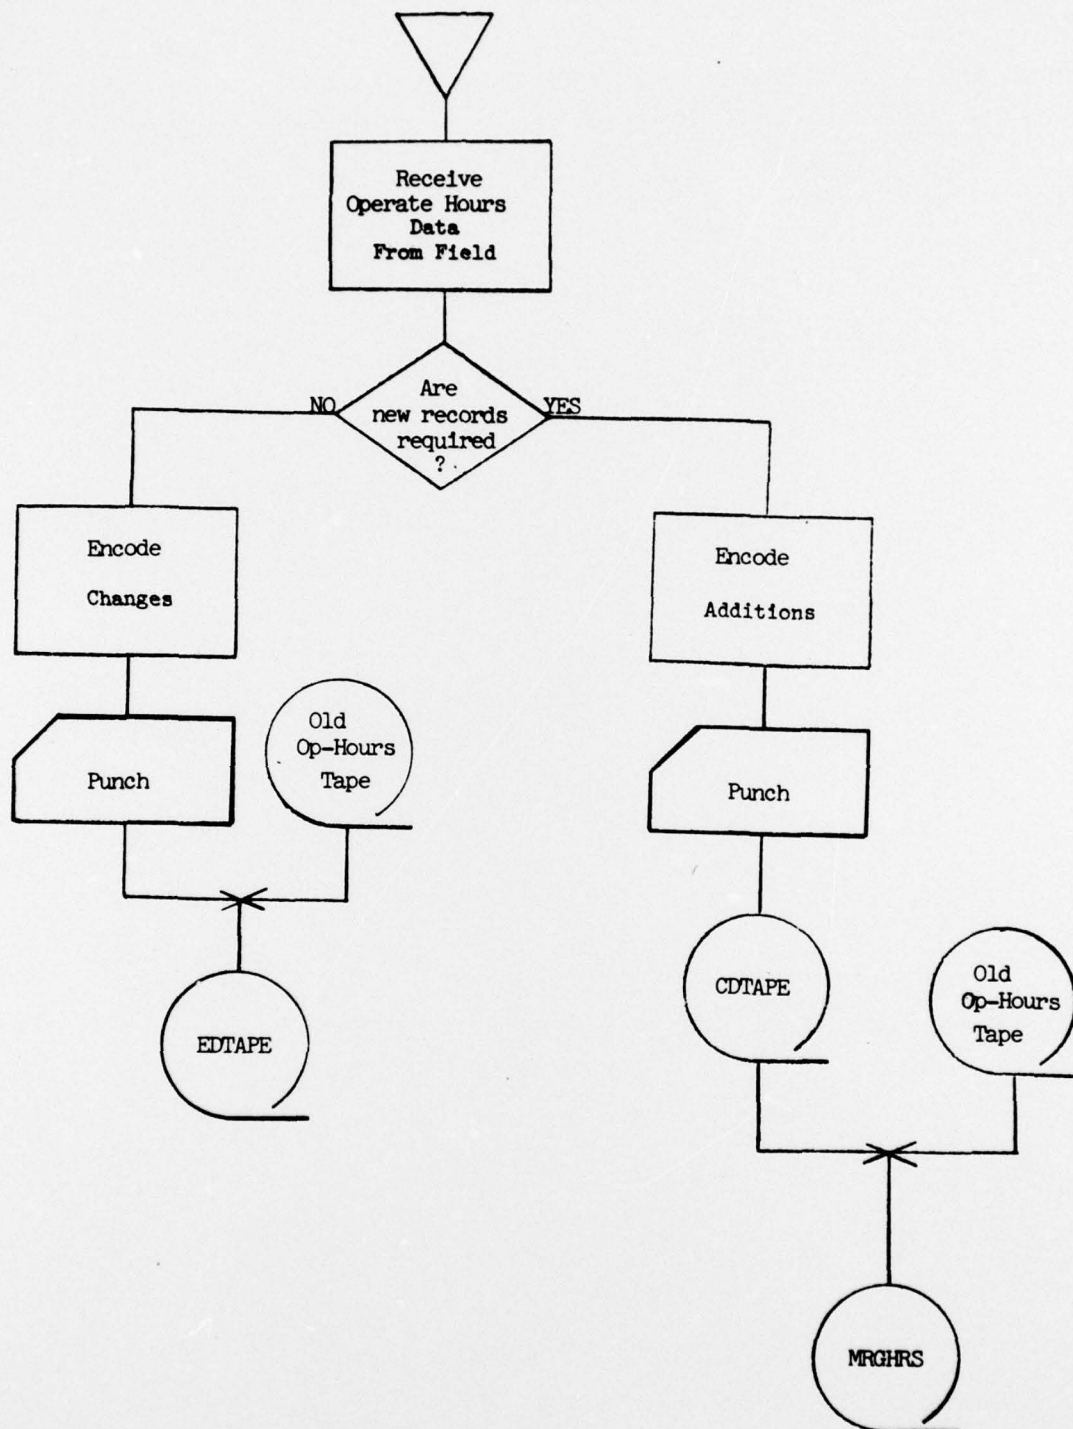 Receive
Operate Hours
Data
From Field
Are
new records
required
?
NO
YES
Encode
Changes
Punch
Old
Op-Hours
Tape
EDTAPE
Encode
Additions
Punch
CDTAPE
Old
Op-Hours
Tape
MRGHRS